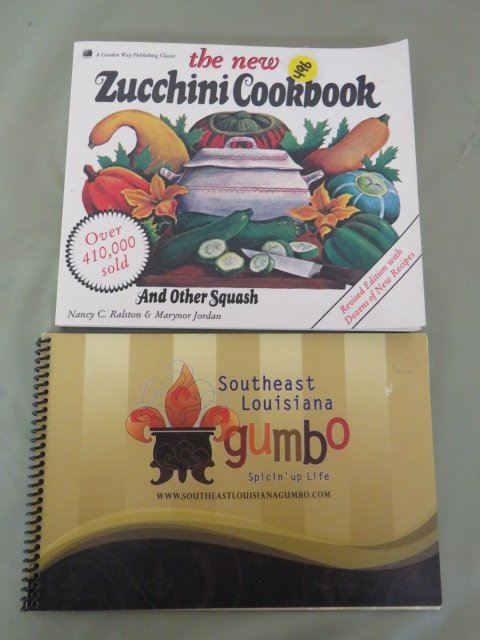 A Garden Way Publishing Classic
the new
496
Zucchini Cookbook
Over
410,000
sold
And Other Squash
Revised Edition with
Dozens of New Recipes
Nancy C. Ralston & Marynor Jordan
Southeast
Louisiana
gumbo
Spicin' up Life
WWW.SOUTHEASTLOUISIANAGUMBO.COM